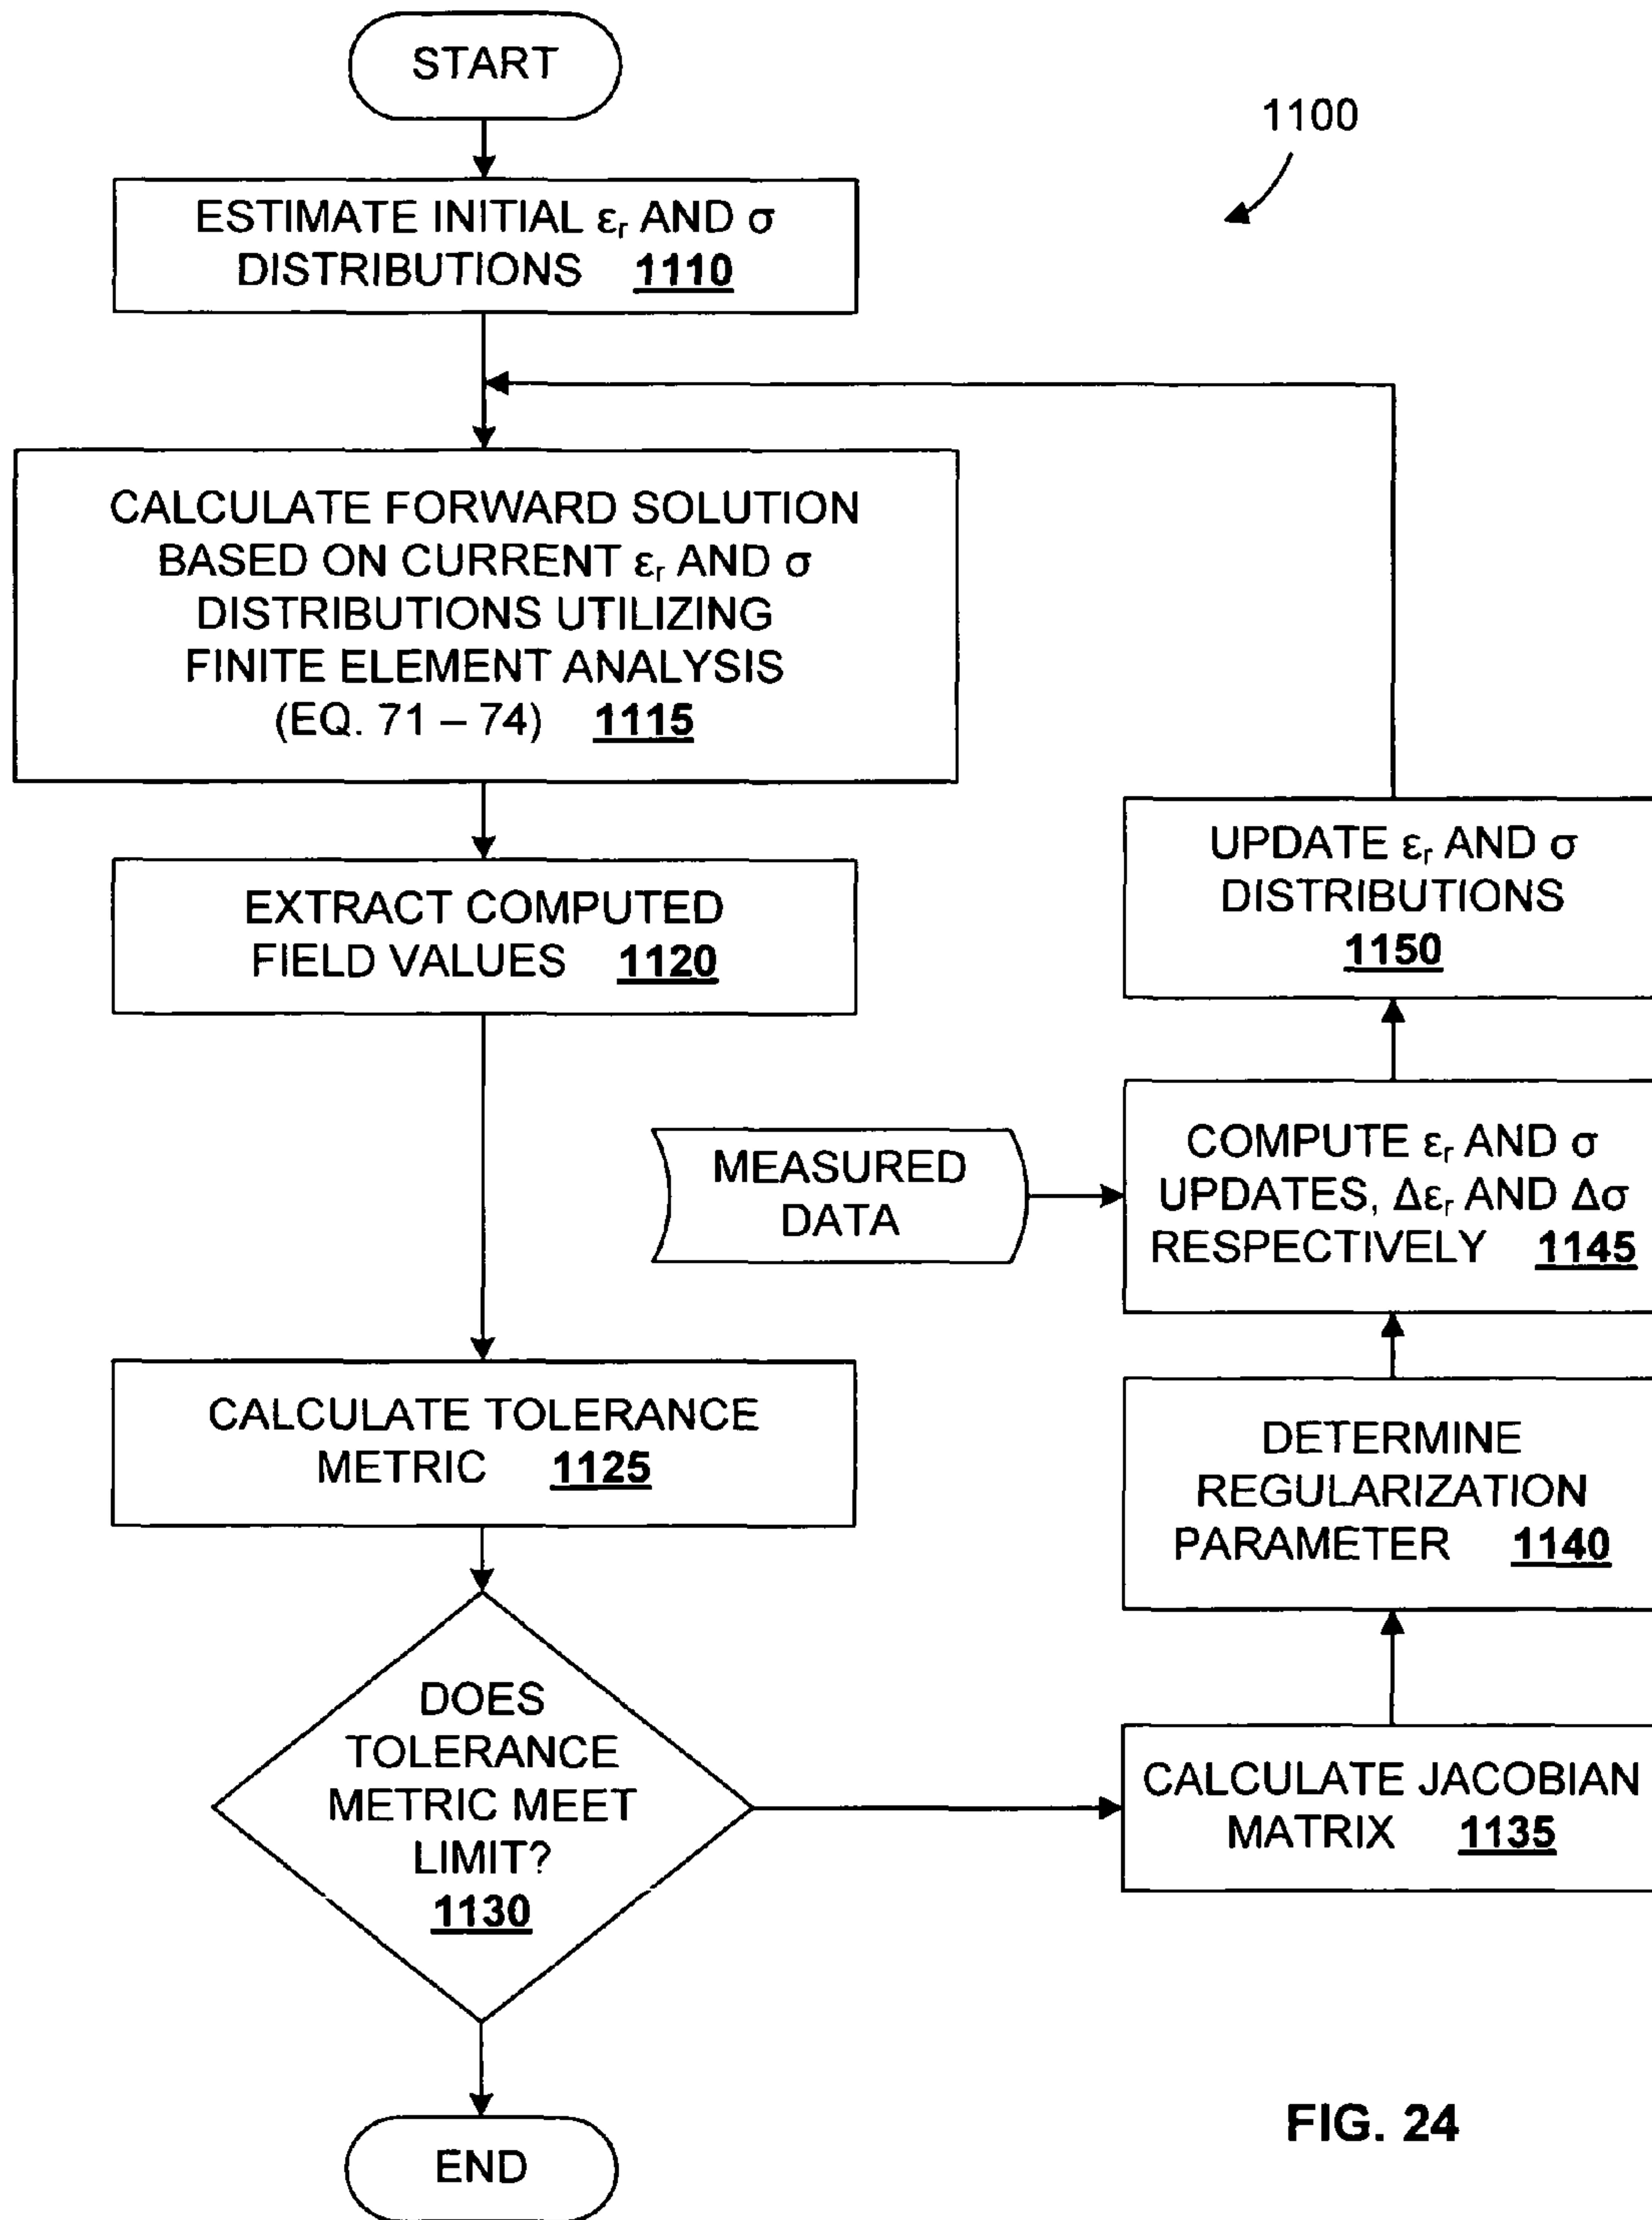 START
1100
ESTIMATE INITIAL εr AND σ
DISTRIBUTIONS 1110
CALCULATE FORWARD SOLUTION
BASED ON CURRENT εr AND σ
DISTRIBUTIONS UTILIZING
FINITE ELEMENT ANALYSIS
(EQ. 71 – 74) 1115
EXTRACT COMPUTED
FIELD VALUES 1120
CALCULATE TOLERANCE
METRIC 1125
DOES
TOLERANCE
METRIC MEET
LIMIT?
1130
END
CALCULATE JACOBIAN
MATRIX 1135
DETERMINE
REGULARIZATION
PARAMETER 1140
MEASURED
DATA
COMPUTE εr AND σ
UPDATES, Δεr AND Δσ
RESPECTIVELY 1145
UPDATE εr AND σ
DISTRIBUTIONS
1150
FIG. 24